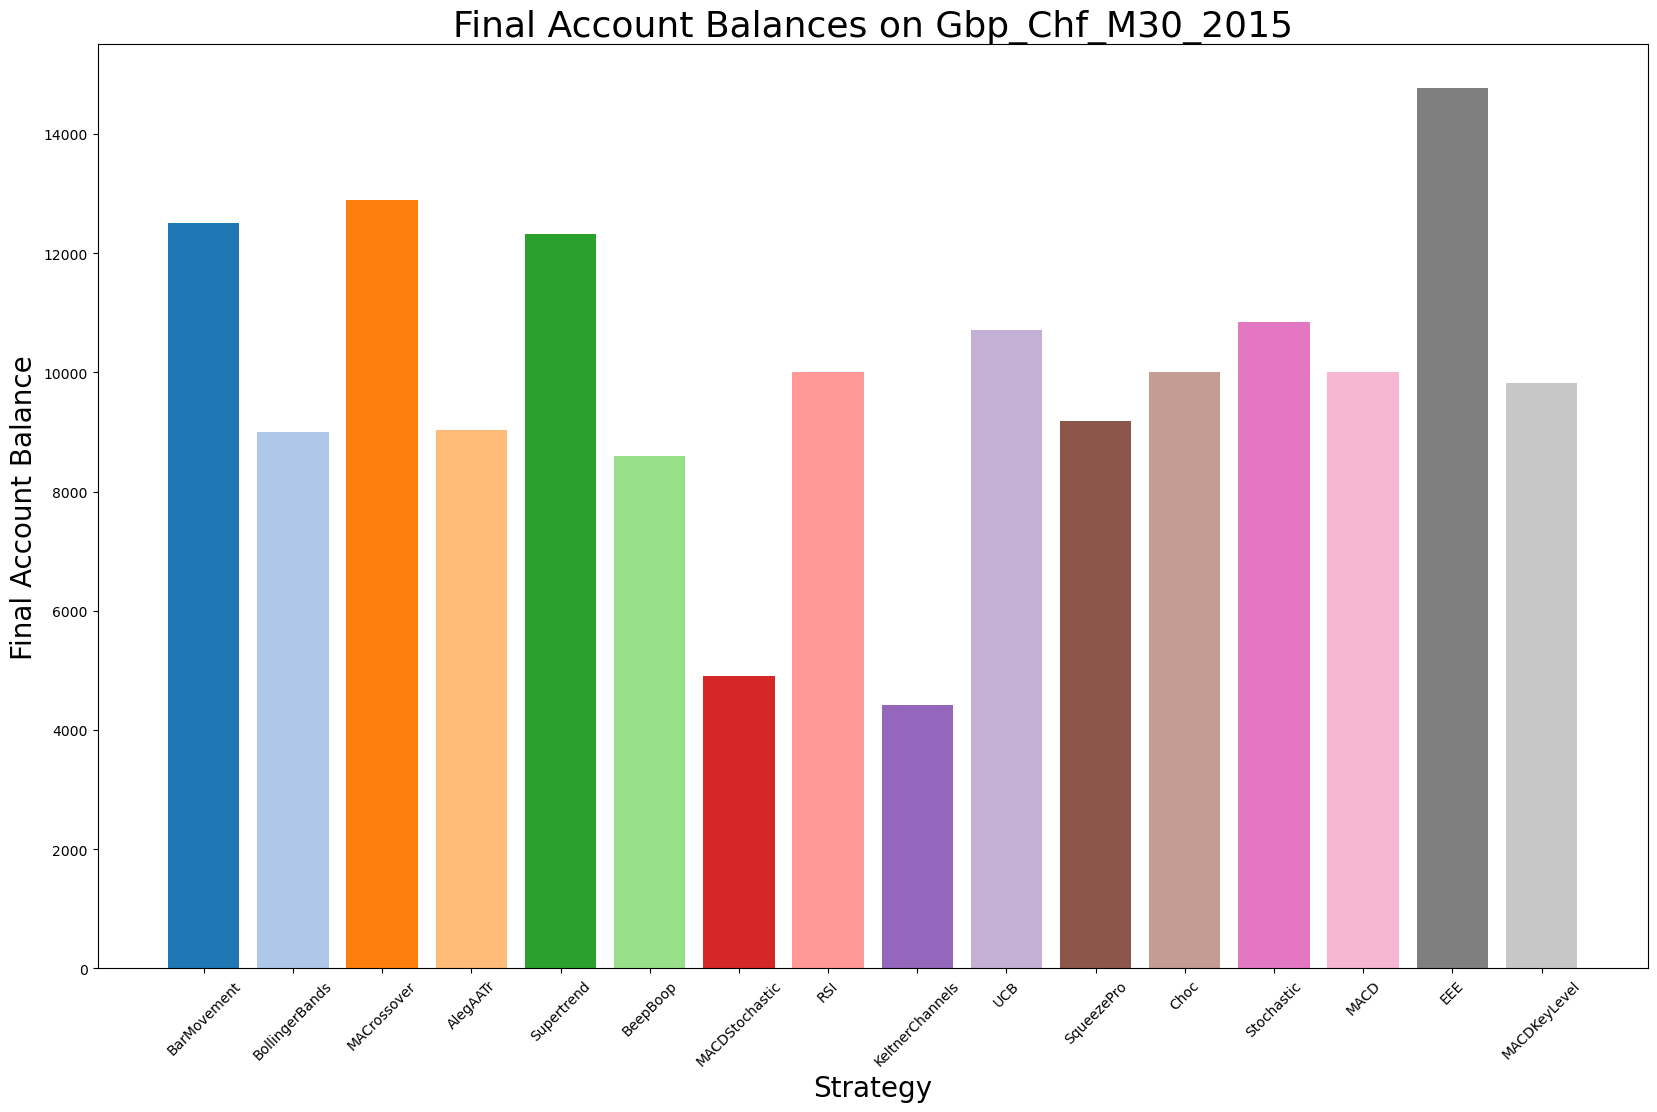 Final Account Balances on Gbp_Chf_M30_2015
Final Account Balance
14000
12000
10000
8000
6000
4000
2000
0
BarMovement
BollingerBands
MACrossover
AlegAATr
Supertrend
BeepBoop
MACDStochastic
RSI
KeltnerChannels
UCB
SqueezePro
Choc
Stochastic
MACD
EEE
MACDKeyLevel
Strategy